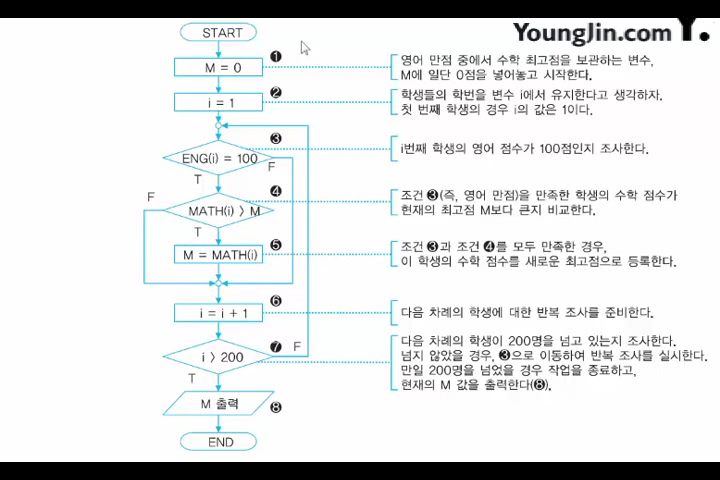 YoungJin.com Y.
START
❶
M = 0
영어 만점 중에서 수학 최고점을 보관하는 변수,
M에 일단 0점을 넣어놓고 시작한다.
❷
i = 1
학생들의 학번을 변수 i에서 유지한다고 생각하자.
첫 번째 학생의 경우 i의 값은 1이다.
❸
ENG(i) = 100
F
T
i번째 학생의 영어 점수가 100점인지 조사한다.
❹
F
MATH(i) > M
T
조건 ❸(즉, 영어 만점)을 만족한 학생의 수학 점수가
현재의 최고점 M보다 큰지 비교한다.
❺
M = MATH(i)
조건 ❸과 조건 ❹를 모두 만족한 경우,
이 학생의 수학 점수를 새로운 최고점으로 등록한다.
❻
i = i + 1
다음 차례의 학생에 대한 반복 조사를 준비한다.
❼
F
i > 200
T
다음 차례의 학생이 200명을 넘고 있는지 조사한다.
넘지 않았을 경우, ❸으로 이동하여 반복 조사를 실시한다.
만일 200명을 넘었을 경우 작업을 종료하고,
현재의 M 값을 출력한다(❽).
M 출력
❽
END